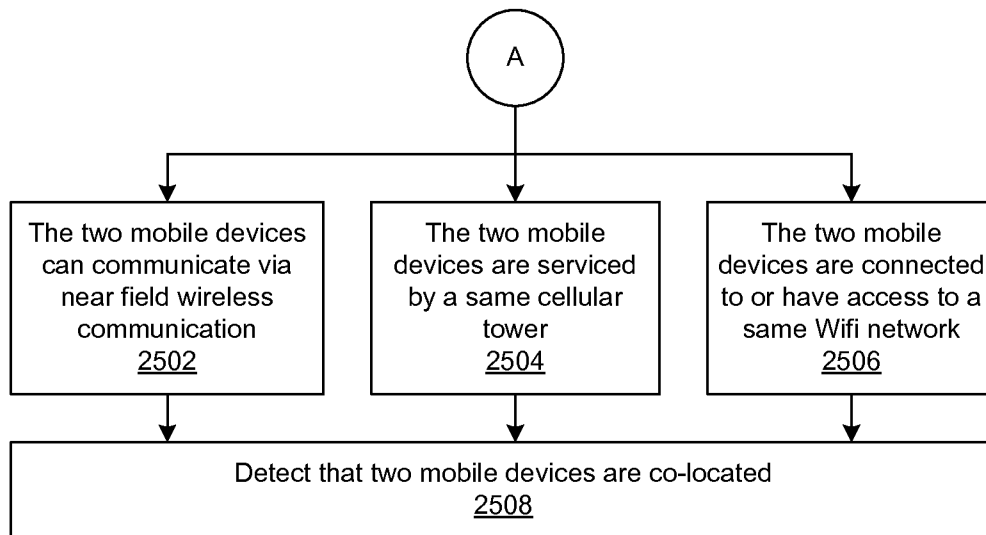 A
The two mobile devices
can communicate via
near field wireless
communication
2502
The two mobile
devices are serviced
by a same cellular
tower
2504
The two mobile
devices are connected
to or have access to a
same Wifi network
2506
Detect that two mobile devices are co-located
2508